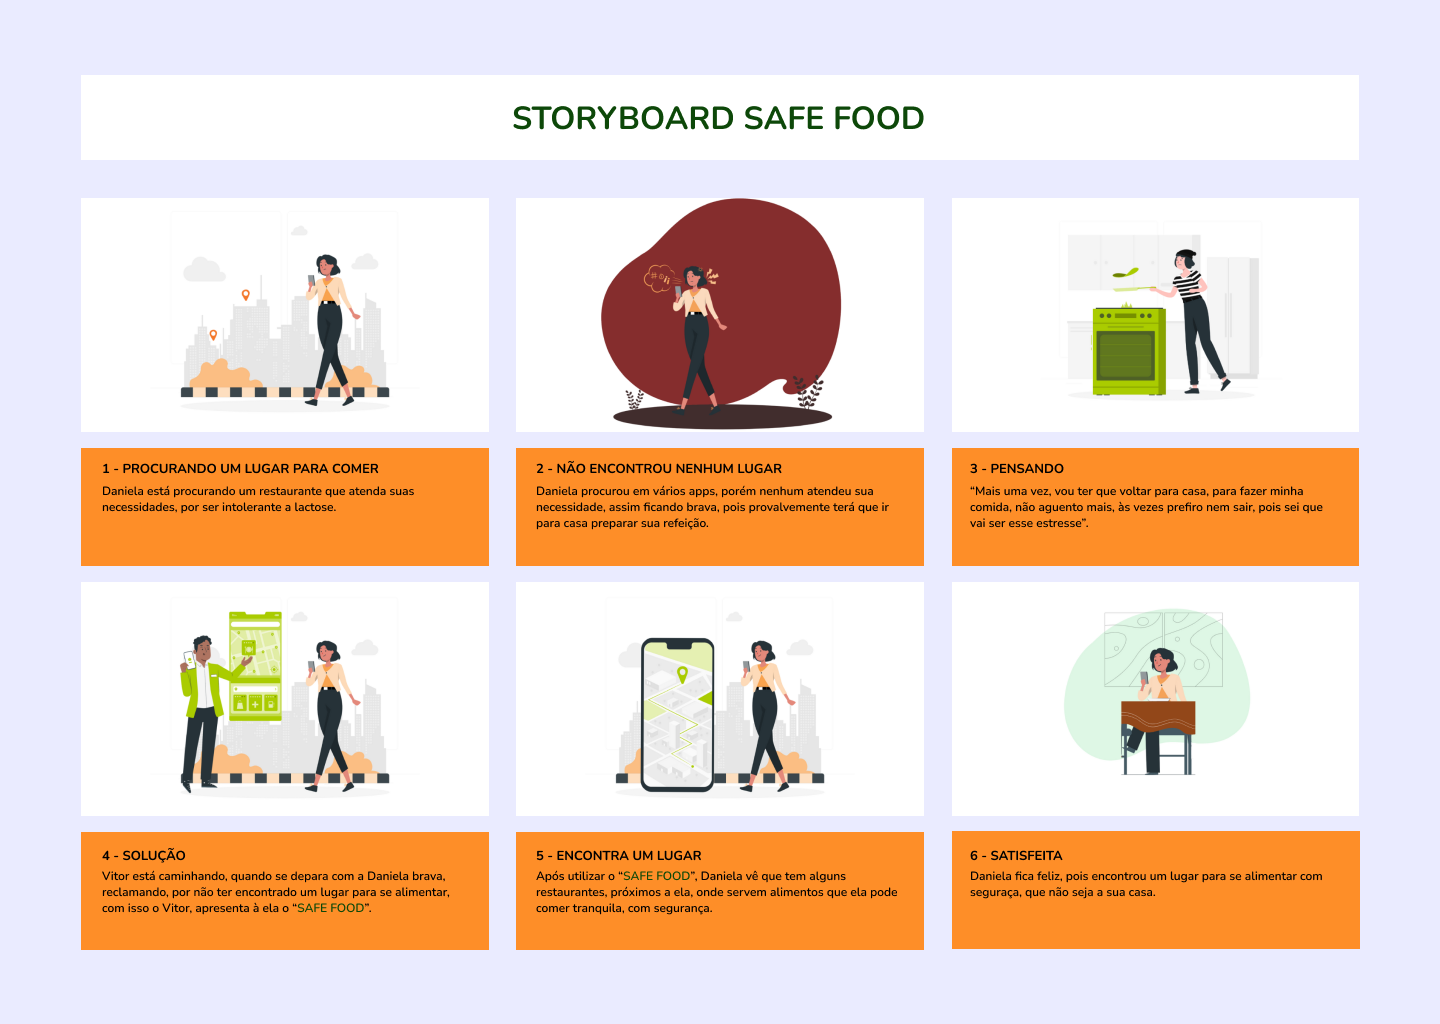 STORYBOARD SAFE FOOD
1 - PROCURANDO UM LUGAR PARA COMER
Daniela está procurando um restaurante que atenda suas
necessidades, por ser intolerante a lactose.
2 - NÃO ENCONTROU NENHUM LUGAR
Daniela procurou em vários apps, porém nenhum atendeu sua
necessidade, assim ficando brava, pois provalvemente terá que ir
para casa preparar sua refeição.
3 - PENSANDO
“Mais uma vez, vou ter que voltar para casa, para fazer minha
comida, não aguento mais, às vezes prefiro nem sair, pois sei que
vai ser esse estresse”.
4 - SOLUÇÃO
Vitor está caminhando, quando se depara com a Daniela brava,
reclamando, por não ter encontrado um lugar para se alimentar,
com isso o Vitor, apresenta à ela o “SAFE FOOD”.
5 - ENCONTRA UM LUGAR
Após utilizar o “SAFE FOOD”, Daniela vê que tem alguns
restaurantes, próximos a ela, onde servem alimentos que ela pode
comer tranquila, com segurança.
6 - SATISFEITA
Daniela fica feliz, pois encontrou um lugar para se alimentar com
seguraça, que não seja a sua casa.